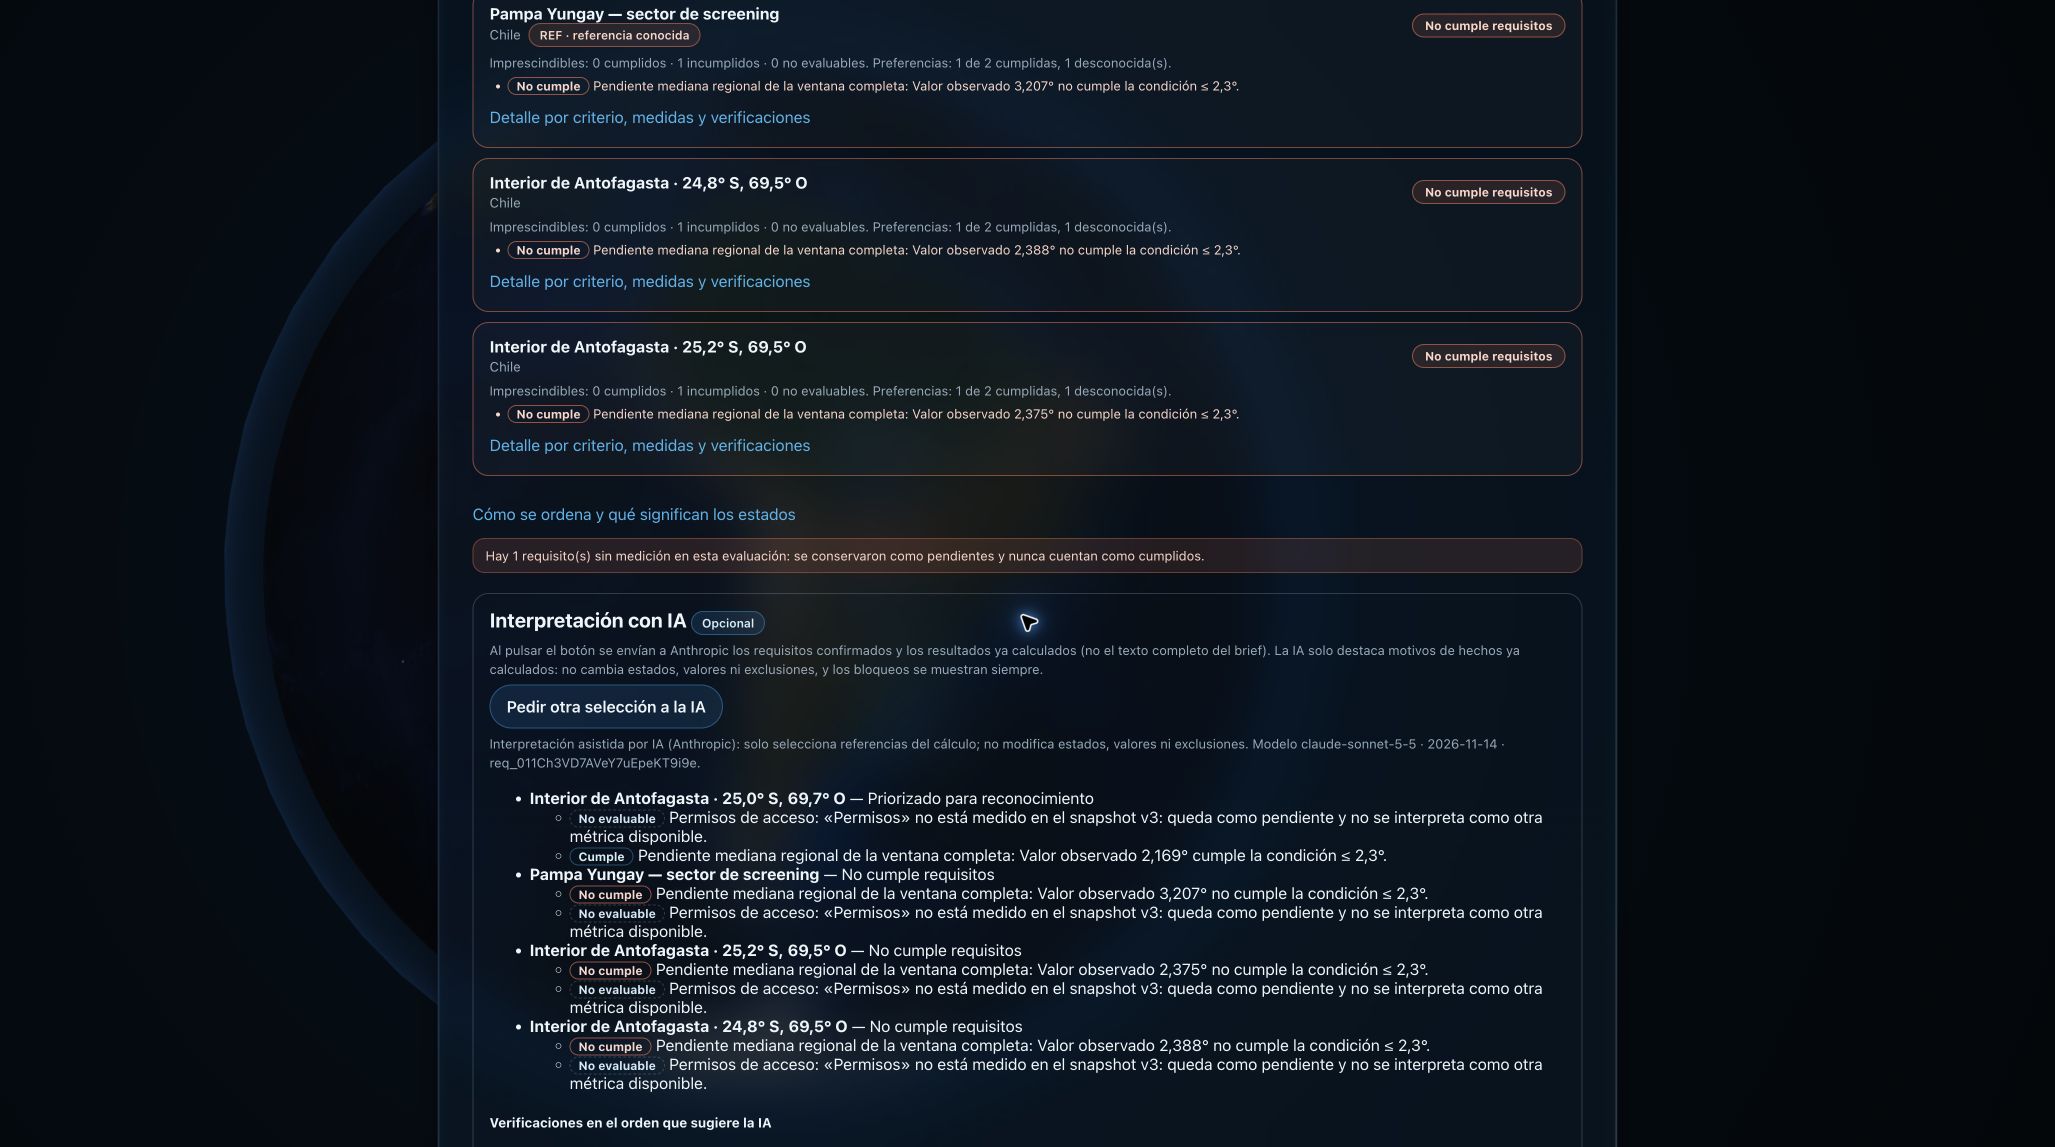 Pampa Yungay — sector de screening
No cumple requisitos
Chile REF · referencia conocida
Imprescindibles: 0 cumplidos · 1 incumplidos · 0 no evaluables. Preferencias: 1 de 2 cumplidas, 1 desconocida(s).
• No cumple Pendiente mediana regional de la ventana completa: Valor observado 3,207° no cumple la condición ≤ 2,3°.
Detalle por criterio, medidas y verificaciones
Interior de Antofagasta · 24,8° S, 69,5° O
No cumple requisitos
Chile
Imprescindibles: 0 cumplidos · 1 incumplidos · 0 no evaluables. Preferencias: 1 de 2 cumplidas, 1 desconocida(s).
• No cumple Pendiente mediana regional de la ventana completa: Valor observado 2,388° no cumple la condición ≤ 2,3°.
Detalle por criterio, medidas y verificaciones
Interior de Antofagasta · 25,2° S, 69,5° O
No cumple requisitos
Chile
Imprescindibles: 0 cumplidos · 1 incumplidos · 0 no evaluables. Preferencias: 1 de 2 cumplidas, 1 desconocida(s).
• No cumple Pendiente mediana regional de la ventana completa: Valor observado 2,375° no cumple la condición ≤ 2,3°.
Detalle por criterio, medidas y verificaciones
Cómo se ordena y qué significan los estados
Hay 1 requisito(s) sin medición en esta evaluación: se conservaron como pendientes y nunca cuentan como cumplidos.
Interpretación con IA Opcional
Al pulsar el botón se envían a Anthropic los requisitos confirmados y los resultados ya calculados (no el texto completo del brief). La IA solo destaca motivos de hechos ya
calculados: no cambia estados, valores ni exclusiones, y los bloqueos se muestran siempre.
Pedir otra selección a la IA
Interpretación asistida por IA (Anthropic): solo selecciona referencias del cálculo; no modifica estados, valores ni exclusiones. Modelo claude-sonnet-5-5 · 2026-11-14 ·
req_011Ch3VD7AVeY7uEpeKT9i9e.
• Interior de Antofagasta · 25,0° S, 69,7° O — Priorizado para reconocimiento
◦ No evaluable Permisos de acceso: «Permisos» no está medido en el snapshot v3: queda como pendiente y no se interpreta como otra
métrica disponible.
◦ Cumple Pendiente mediana regional de la ventana completa: Valor observado 2,169° cumple la condición ≤ 2,3°.
• Pampa Yungay — sector de screening — No cumple requisitos
◦ No cumple Pendiente mediana regional de la ventana completa: Valor observado 3,207° no cumple la condición ≤ 2,3°.
◦ No evaluable Permisos de acceso: «Permisos» no está medido en el snapshot v3: queda como pendiente y no se interpreta como otra
métrica disponible.
• Interior de Antofagasta · 25,2° S, 69,5° O — No cumple requisitos
◦ No cumple Pendiente mediana regional de la ventana completa: Valor observado 2,375° no cumple la condición ≤ 2,3°.
◦ No evaluable Permisos de acceso: «Permisos» no está medido en el snapshot v3: queda como pendiente y no se interpreta como otra
métrica disponible.
• Interior de Antofagasta · 24,8° S, 69,5° O — No cumple requisitos
◦ No cumple Pendiente mediana regional de la ventana completa: Valor observado 2,388° no cumple la condición ≤ 2,3°.
◦ No evaluable Permisos de acceso: «Permisos» no está medido en el snapshot v3: queda como pendiente y no se interpreta como otra
métrica disponible.
Verificaciones en el orden que sugiere la IA